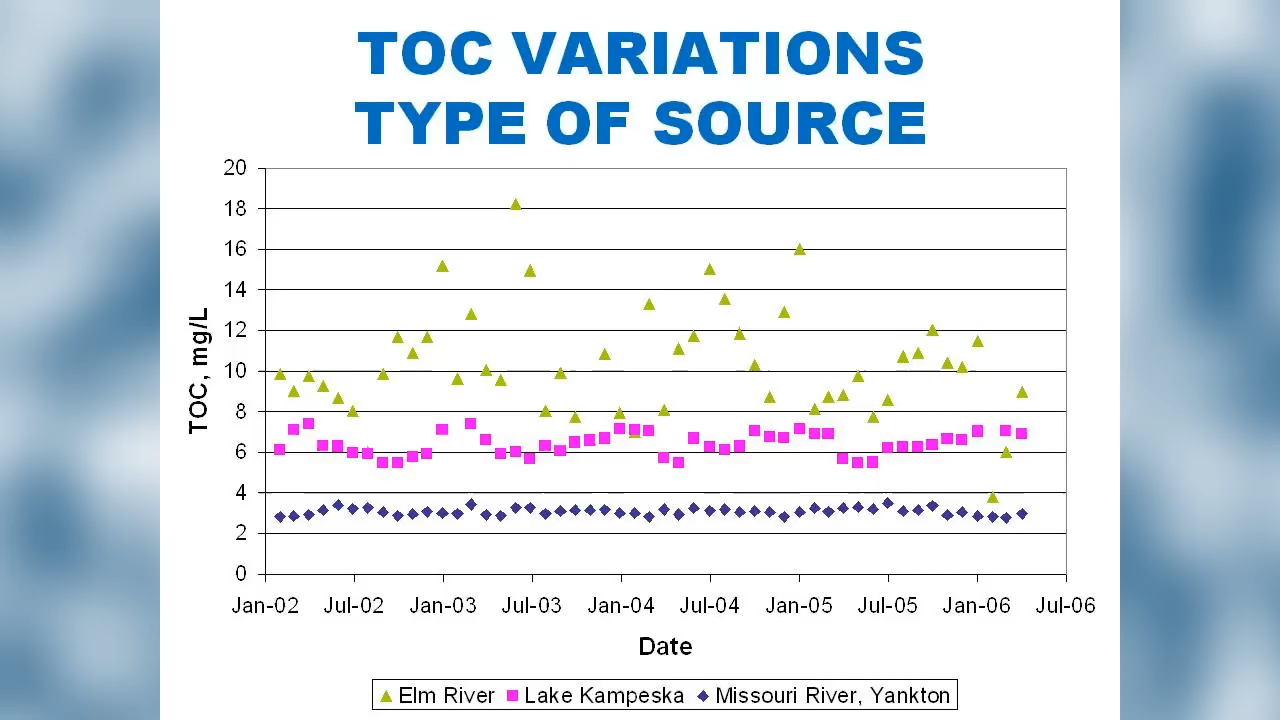 TOC VARIATIONS
TYPE OF SOURCE
20
18
16
14
12
10
8
6
4
2
0
TOC, mg/L
Jan-02 Jul-02 Jan-03 Jul-03 Jan-04 Jul-04 Jan-05 Jul-05 Jan-06 Jul-06
Date
Elm River Lake Kampeska Missouri River, Yankton